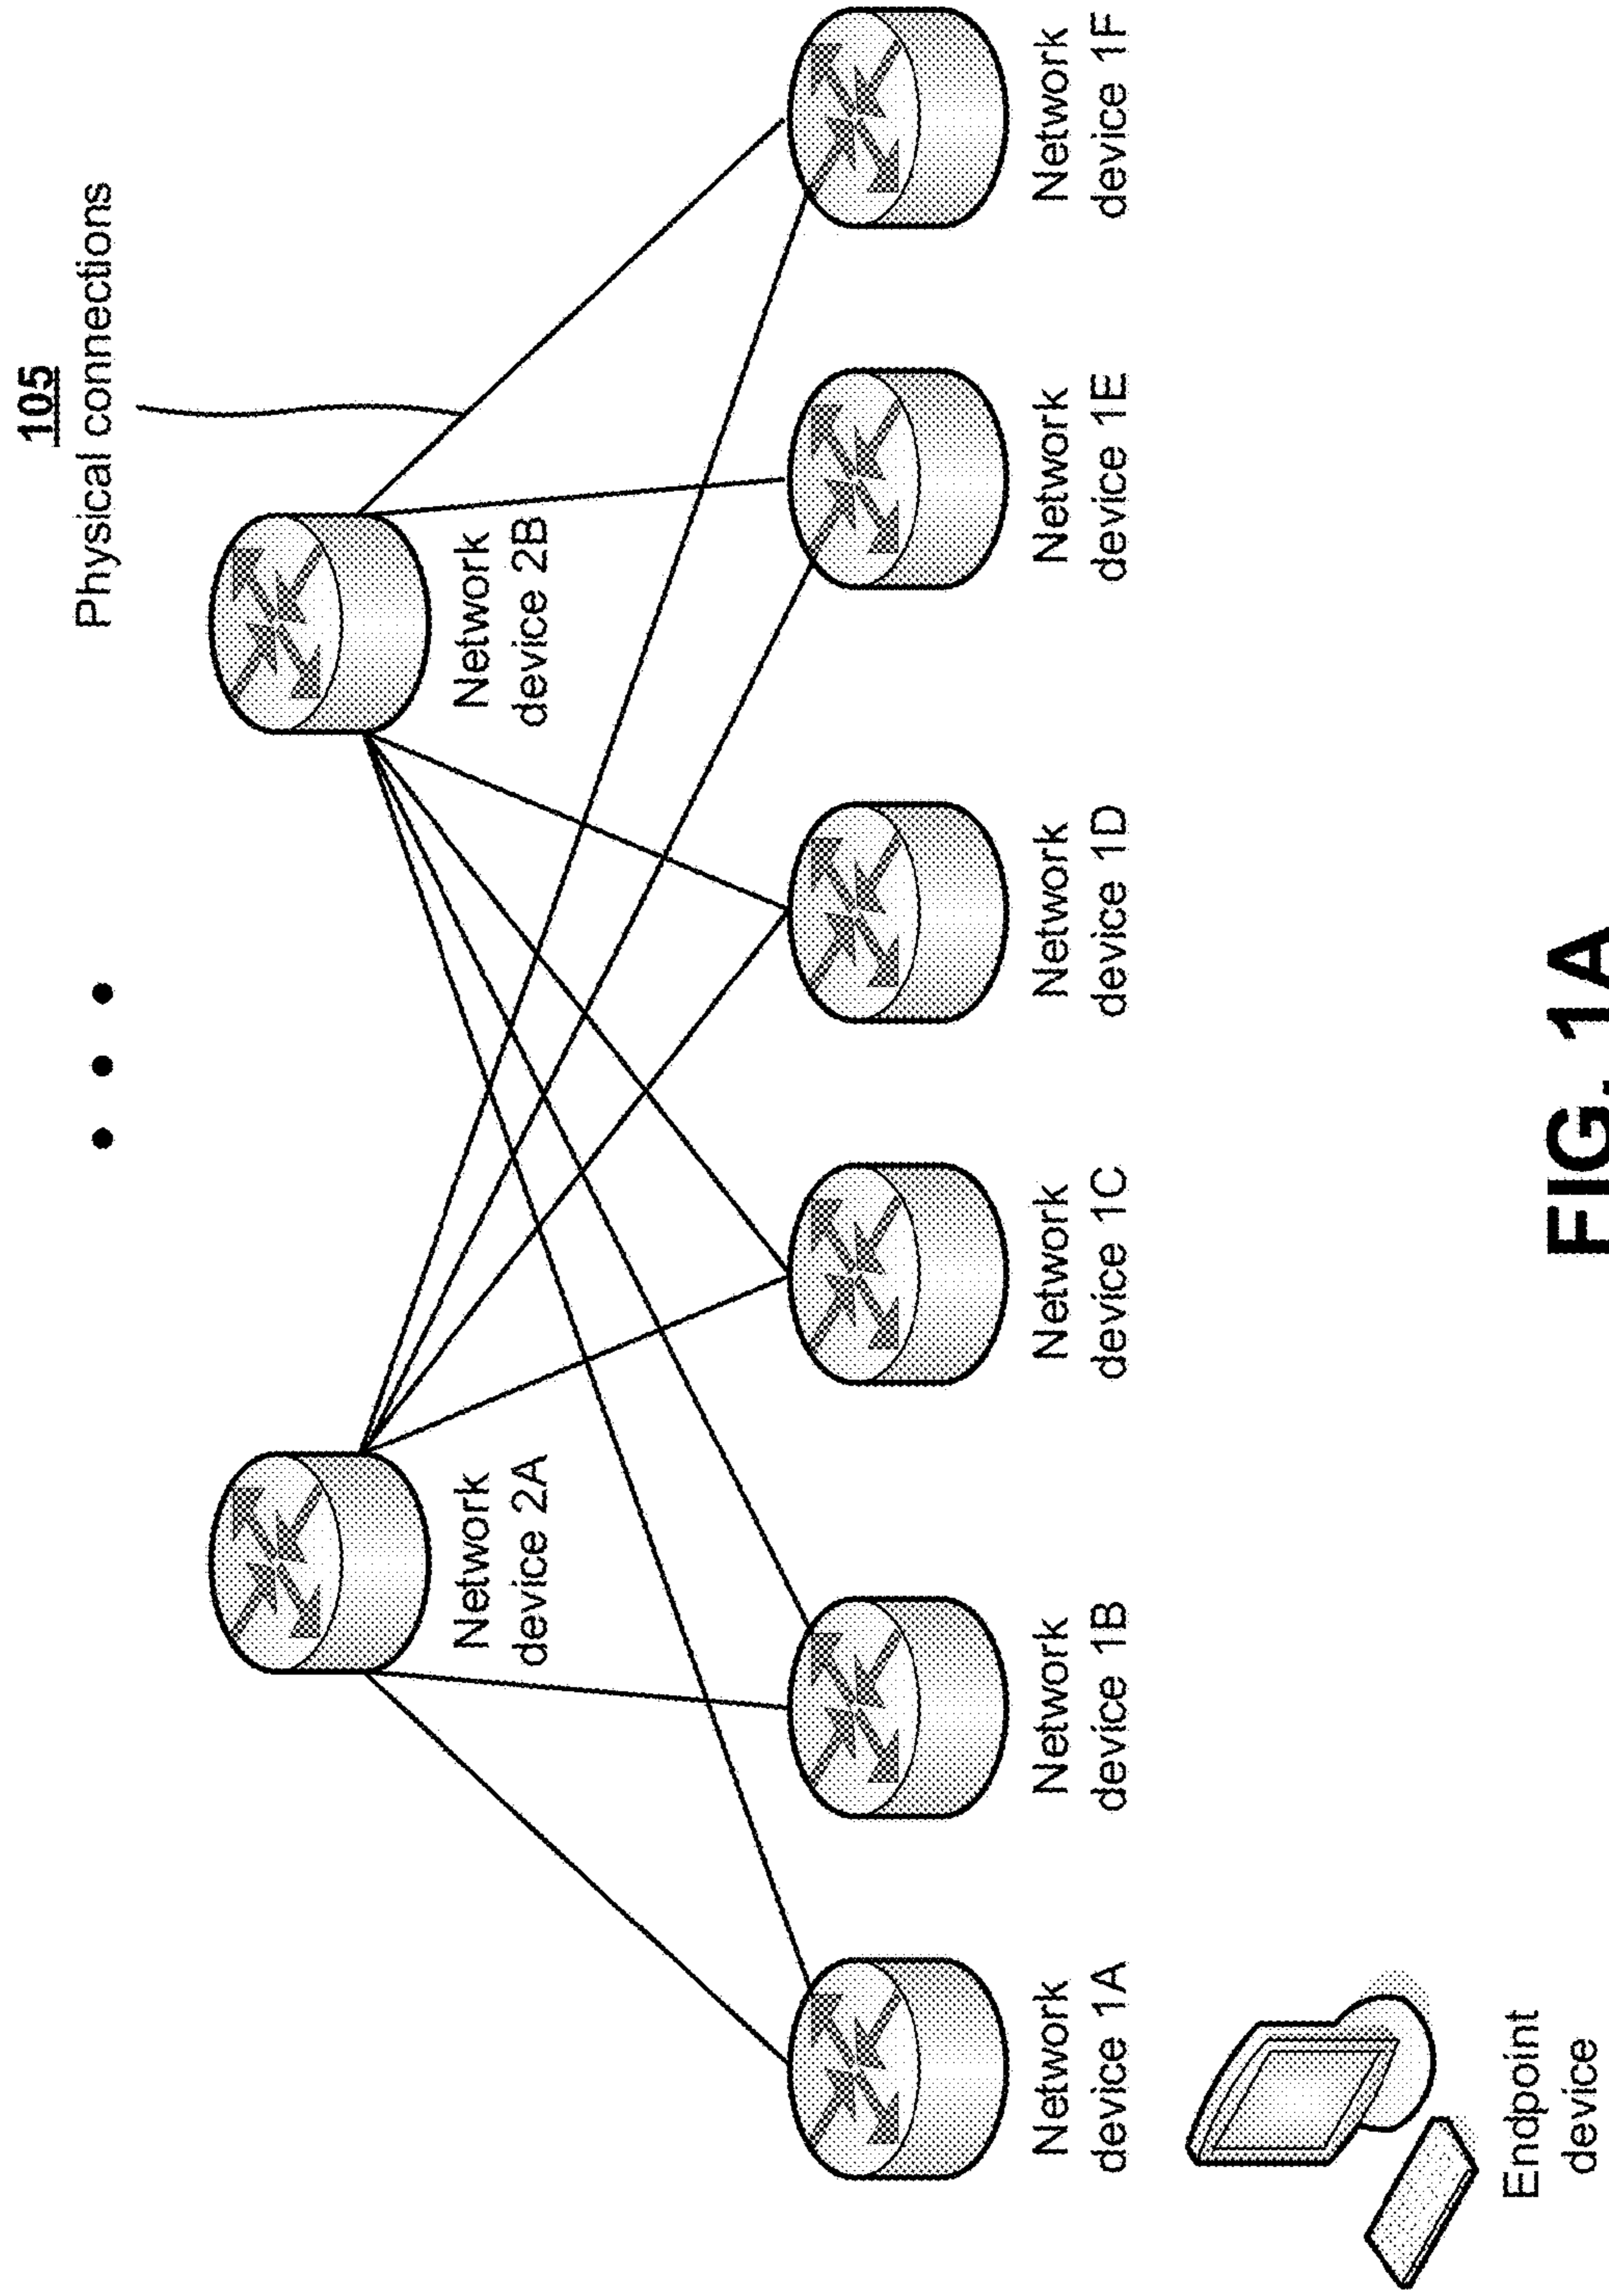 105
Physical connections
Network
device 2A
Network
device 2B
Network
device 1A
Network
device 1B
Network
device 1C
Network
device 1D
Network
device 1E
Network
device 1F
Endpoint
device
FIG. 1A